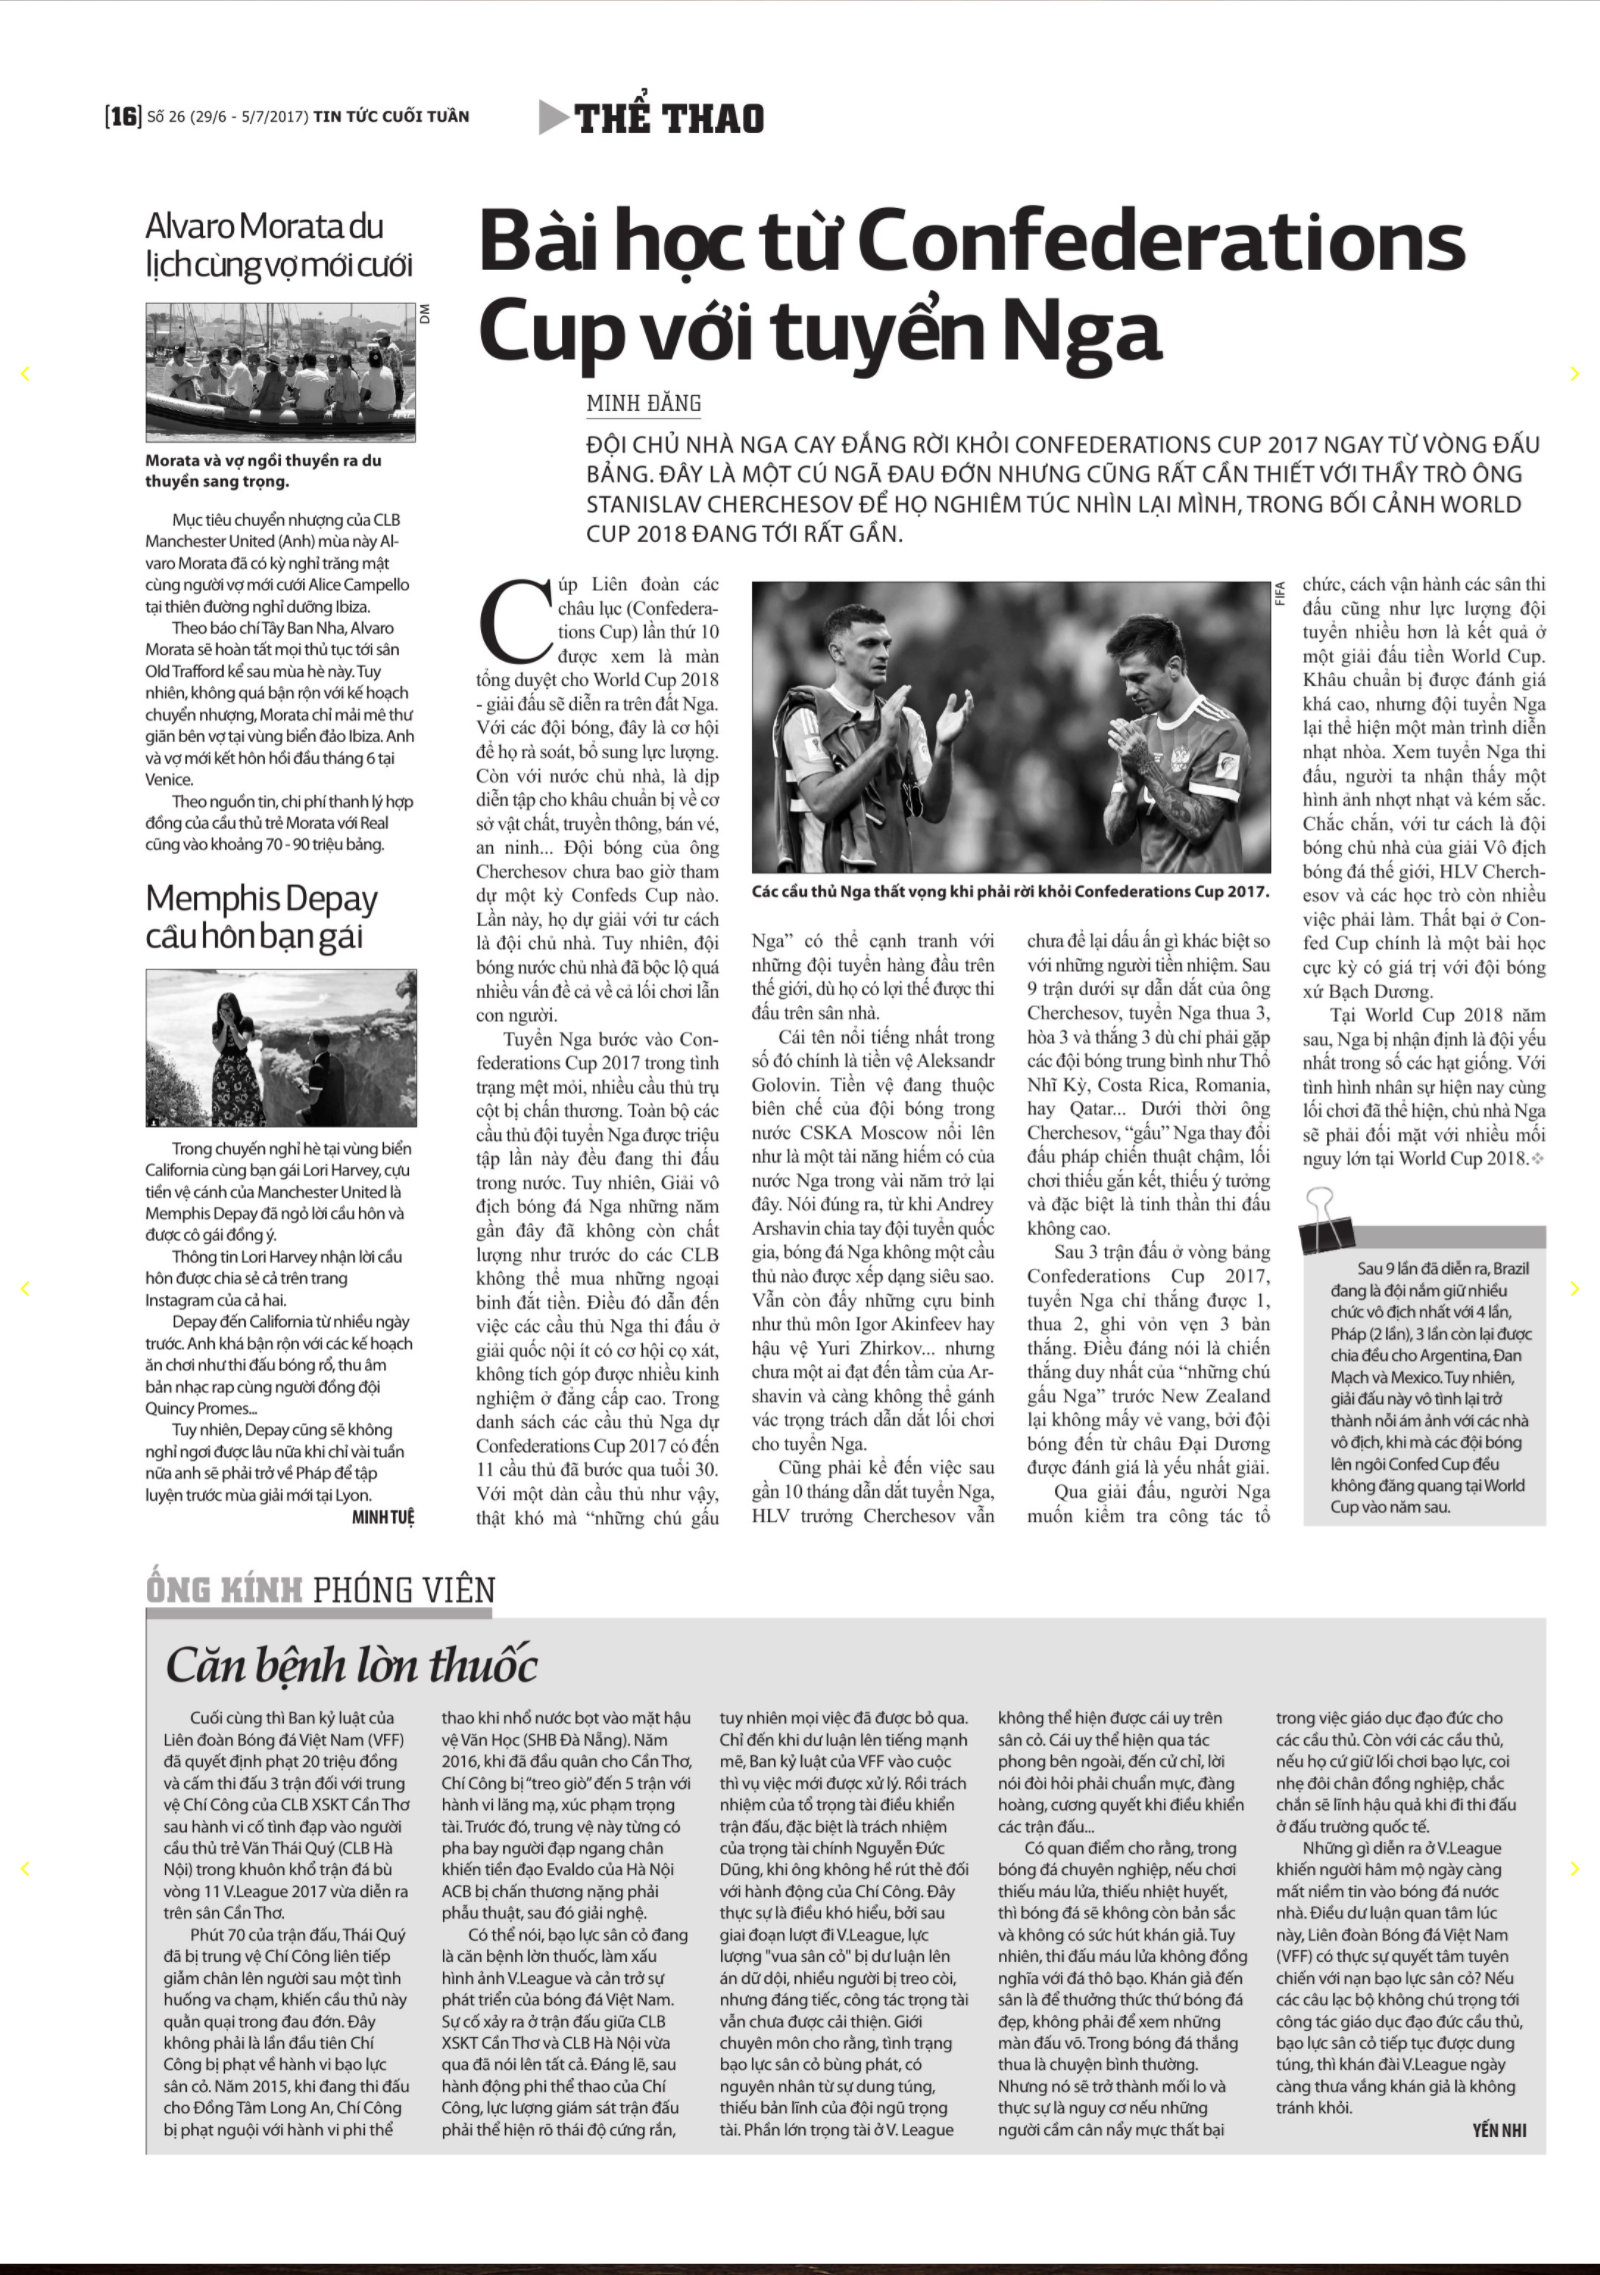 [16] Số 26 (29/6 - 5/7/2017) TIN TỨC CUỐI TUẦN
THỂ THAO
Alvaro Morata du
lịch cùng vợ mới cưới
DM
Morata và vợ ngồi thuyền ra du
thuyền sang trọng.
Mục tiêu chuyển nhượng của CLB
Manchester United (Anh) mùa này Al-
varo Morata đã có kỳ nghỉ trăng mật
cùng người vợ mới cưới Alice Campello
tại thiên đường nghỉ dưỡng Ibiza.
Theo báo chí Tây Ban Nha, Alvaro
Morata sẽ hoàn tất mọi thủ tục tới sân
Old Trafford kể sau mùa hè này. Tuy
nhiên, không quá bận rộn với kế hoạch
chuyển nhượng, Morata chỉ mải mê thư
giãn bên vợ tại vùng biển đảo Ibiza. Anh
và vợ mới kết hôn hồi đầu tháng 6 tại
Venice.
Theo nguồn tin, chi phí thanh lý hợp
đồng của cầu thủ trẻ Morata với Real
cũng vào khoảng 70 - 90 triệu bảng.
Memphis Depay
cầu hôn bạn gái
Trong chuyến nghỉ hè tại vùng biển
California cùng bạn gái Lori Harvey, cựu
tiền vệ cánh của Manchester United là
Memphis Depay đã ngỏ lời cầu hôn và
được cô gái đồng ý.
Thông tin Lori Harvey nhận lời cầu
hôn được chia sẻ cả trên trang
Instagram của cả hai.
Depay đến California từ nhiều ngày
trước. Anh khá bận rộn với các kế hoạch
ăn chơi như thi đấu bóng rổ, thu âm
bản nhạc rap cùng người đồng đội
Quincy Promes...
Tuy nhiên, Depay cũng sẽ không
nghỉ ngơi được lâu nữa khi chỉ vài tuần
nữa anh sẽ phải trở về Pháp để tập
luyện trước mùa giải mới tại Lyon.
MINH TUỆ
Bài học từ Confederations
Cup với tuyển Nga
MINH ĐĂNG
ĐỘI CHỦ NHÀ NGA CAY ĐẮNG RỜI KHỎI CONFEDERATIONS CUP 2017 NGAY TỪ VÒNG ĐẤU
BẢNG. ĐÂY LÀ MỘT CÚ NGÃ ĐAU ĐỚN NHƯNG CŨNG RẤT CẦN THIẾT VỚI THẦY TRÒ ÔNG
STANISLAV CHERCHESOV ĐỂ HỌ NGHIÊM TÚC NHÌN LẠI MÌNH, TRONG BỐI CẢNH WORLD
CUP 2018 ĐANG TỚI RẤT GẦN.
Cúp Liên đoàn các
châu lục (Confedera-
tions Cup) lần thứ 10
được xem là màn
tổng duyệt cho World Cup 2018
- giải đấu sẽ diễn ra trên đất Nga.
Với các đội bóng, đây là cơ hội
để họ rà soát, bổ sung lực lượng.
Còn với nước chủ nhà, là dịp
diễn tập cho khâu chuẩn bị về cơ
sở vật chất, truyền thông, bán vé,
an ninh... Đội bóng của ông
Cherchesov chưa bao giờ tham
dự một kỳ Confeds Cup nào.
Lần này, họ dự giải với tư cách
là đội chủ nhà. Tuy nhiên, đội
bóng nước chủ nhà đã bộc lộ quá
nhiều vấn đề cả về cả lối chơi lẫn
con người.
Tuyển Nga bước vào Con-
federations Cup 2017 trong tình
trạng mệt mỏi, nhiều cầu thủ trụ
cột bị chấn thương. Toàn bộ các
cầu thủ đội tuyển Nga được triệu
tập lần này đều đang thi đấu
trong nước. Tuy nhiên, Giải vô
địch bóng đá Nga những năm
gần đây đã không còn chất
lượng như trước do các CLB
không thể mua những ngoại
binh đắt tiền. Điều đó dẫn đến
việc các cầu thủ Nga thi đấu ở
giải quốc nội ít có cơ hội cọ xát,
không tích góp được nhiều kinh
nghiệm ở đẳng cấp cao. Trong
danh sách các cầu thủ Nga dự
Confederations Cup 2017 có đến
11 cầu thủ đã bước qua tuổi 30.
Với một dàn cầu thủ như vậy,
thật khó mà “những chú gấu
FIFA
Các cầu thủ Nga thất vọng khi phải rời khỏi Confederations Cup 2017.
Nga” có thể cạnh tranh với
những đội tuyển hàng đầu trên
thế giới, dù họ có lợi thế được thi
đấu trên sân nhà.
Cái tên nổi tiếng nhất trong
số đó chính là tiền vệ Aleksandr
Golovin. Tiền vệ đang thuộc
biên chế của đội bóng trong
nước CSKA Moscow nổi lên
như là một tài năng hiếm có của
nước Nga trong vài năm trở lại
đây. Nói đúng ra, từ khi Andrey
Arshavin chia tay đội tuyển quốc
gia, bóng đá Nga không một cầu
thủ nào được xếp dạng siêu sao.
Vẫn còn đấy những cựu binh
như thủ môn Igor Akinfeev hay
hậu vệ Yuri Zhirkov... nhưng
chưa một ai đạt đến tầm của Ar-
shavin và càng không thể gánh
vác trọng trách dẫn dắt lối chơi
cho tuyển Nga.
Cũng phải kể đến việc sau
gần 10 tháng dẫn dắt tuyển Nga,
HLV trưởng Cherchesov vẫn
chưa để lại dấu ấn gì khác biệt so
với những người tiền nhiệm. Sau
9 trận dưới sự dẫn dắt của ông
Cherchesov, tuyển Nga thua 3,
hòa 3 và thắng 3 dù chỉ phải gặp
các đội bóng trung bình như Thổ
Nhĩ Kỳ, Costa Rica, Romania,
hay Qatar... Dưới thời ông
Cherchesov, “gấu” Nga thay đổi
đấu pháp chiến thuật chậm, lối
chơi thiếu gắn kết, thiếu ý tưởng
và đặc biệt là tinh thần thi đấu
không cao.
Sau 3 trận đấu ở vòng bảng
Confederations Cup 2017,
tuyển Nga chỉ thắng được 1,
thua 2, ghi vỏn vẹn 3 bàn
thắng. Điều đáng nói là chiến
thắng duy nhất của “những chú
gấu Nga” trước New Zealand
lại không mấy vẻ vang, bởi đội
bóng đến từ châu Đại Dương
được đánh giá là yếu nhất giải.
Qua giải đấu, người Nga
muốn kiểm tra công tác tổ
chức, cách vận hành các sân thi
đấu cũng như lực lượng đội
tuyển nhiều hơn là kết quả ở
một giải đấu tiền World Cup.
Khâu chuẩn bị được đánh giá
khá cao, nhưng đội tuyển Nga
lại thể hiện một màn trình diễn
nhạt nhòa. Xem tuyển Nga thi
đấu, người ta nhận thấy một
hình ảnh nhợt nhạt và kém sắc.
Chắc chắn, với tư cách là đội
bóng chủ nhà của giải Vô địch
bóng đá thế giới, HLV Cherch-
esov và các học trò còn nhiều
việc phải làm. Thất bại ở Con-
fed Cup chính là một bài học
cực kỳ có giá trị với đội bóng
xứ Bạch Dương.
Tại World Cup 2018 năm
sau, Nga bị nhận định là đội yếu
nhất trong số các hạt giống. Với
tình hình nhân sự hiện nay cùng
lối chơi đã thể hiện, chủ nhà Nga
sẽ phải đối mặt với nhiều mối
nguy lớn tại World Cup 2018.❖
Sau 9 lần đã diễn ra, Brazil
đang là đội nắm giữ nhiều
chức vô địch nhất với 4 lần,
Pháp (2 lần), 3 lần còn lại được
chia đều cho Argentina, Đan
Mạch và Mexico. Tuy nhiên,
giải đấu này vô tình lại trở
thành nỗi ám ảnh với các nhà
vô địch, khi mà các đội bóng
lên ngôi Confed Cup đều
không đăng quang tại World
Cup vào năm sau.
ỐNG KÍNH PHÓNG VIÊN
Căn bệnh lờn thuốc
Cuối cùng thì Ban kỷ luật của
Liên đoàn Bóng đá Việt Nam (VFF)
đã quyết định phạt 20 triệu đồng
và cấm thi đấu 3 trận đối với trung
vệ Chí Công của CLB XSKT Cần Thơ
sau hành vi cố tình đạp vào người
cầu thủ trẻ Văn Thái Quý (CLB Hà
Nội) trong khuôn khổ trận đá bù
vòng 11 V.League 2017 vừa diễn ra
trên sân Cần Thơ.
Phút 70 của trận đấu, Thái Quý
đã bị trung vệ Chí Công liên tiếp
giẫm chân lên người sau một tình
huống va chạm, khiến cầu thủ này
quằn quại trong đau đớn. Đây
không phải là lần đầu tiên Chí
Công bị phạt về hành vi bạo lực
sân cỏ. Năm 2015, khi đang thi đấu
cho Đồng Tâm Long An, Chí Công
bị phạt nguội với hành vi phi thể
thao khi nhổ nước bọt vào mặt hậu
vệ Văn Học (SHB Đà Nẵng). Năm
2016, khi đã đầu quân cho Cần Thơ,
Chí Công bị “treo giò” đến 5 trận với
hành vi lăng mạ, xúc phạm trọng
tài. Trước đó, trung vệ này từng có
pha bay người đạp ngang chân
khiến tiền đạo Evaldo của Hà Nội
ACB bị chấn thương nặng phải
phẫu thuật, sau đó giải nghệ.
Có thể nói, bạo lực sân cỏ đang
là căn bệnh lờn thuốc, làm xấu
hình ảnh V.League và cản trở sự
phát triển của bóng đá Việt Nam.
Sự cố xảy ra ở trận đấu giữa CLB
XSKT Cần Thơ và CLB Hà Nội vừa
qua đã nói lên tất cả. Đáng lẽ, sau
hành động phi thể thao của Chí
Công, lực lượng giám sát trận đấu
phải thể hiện rõ thái độ cứng rắn,
tuy nhiên mọi việc đã được bỏ qua.
Chỉ đến khi dư luận lên tiếng mạnh
mẽ, Ban kỷ luật của VFF vào cuộc
thì vụ việc mới được xử lý. Rồi trách
nhiệm của tổ trọng tài điều khiển
trận đấu, đặc biệt là trách nhiệm
của trọng tài chính Nguyễn Đức
Dũng, khi ông không hề rút thẻ đối
với hành động của Chí Công. Đây
thực sự là điều khó hiểu, bởi sau
giai đoạn lượt đi V.League, lực
lượng "vua sân cỏ" bị dư luận lên
án dữ dội, nhiều người bị treo còi,
nhưng đáng tiếc, công tác trọng tài
vẫn chưa được cải thiện. Giới
chuyên môn cho rằng, tình trạng
bạo lực sân cỏ bùng phát, có
nguyên nhân từ sự dung túng,
thiếu bản lĩnh của đội ngũ trọng
tài. Phần lớn trọng tài ở V. League
không thể hiện được cái uy trên
sân cỏ. Cái uy thể hiện qua tác
phong bên ngoài, đến cử chỉ, lời
nói đòi hỏi phải chuẩn mực, đàng
hoàng, cương quyết khi điều khiển
các trận đấu...
Có quan điểm cho rằng, trong
bóng đá chuyên nghiệp, nếu chơi
thiếu máu lửa, thiếu nhiệt huyết,
thì bóng đá sẽ không còn bản sắc
và không có sức hút khán giả. Tuy
nhiên, thi đấu máu lửa không đồng
nghĩa với đá thô bạo. Khán giả đến
sân là để thưởng thức thứ bóng đá
đẹp, không phải để xem những
màn đấu võ. Trong bóng đá thắng
thua là chuyện bình thường.
Nhưng nó sẽ trở thành mối lo và
thực sự là nguy cơ nếu những
người cầm cân nẩy mực thất bại
trong việc giáo dục đạo đức cho
các cầu thủ. Còn với các cầu thủ,
nếu họ cứ giữ lối chơi bạo lực, coi
nhẹ đôi chân đồng nghiệp, chắc
chắn sẽ lĩnh hậu quả khi đi thi đấu
ở đấu trường quốc tế.
Những gì diễn ra ở V.League
khiến người hâm mộ ngày càng
mất niềm tin vào bóng đá nước
nhà. Điều dư luận quan tâm lúc
này, Liên đoàn Bóng đá Việt Nam
(VFF) có thực sự quyết tâm tuyên
chiến với nạn bạo lực sân cỏ? Nếu
các câu lạc bộ không chú trọng tới
công tác giáo dục đạo đức cầu thủ,
bạo lực sân cỏ tiếp tục được dung
túng, thì khán đài V.League ngày
càng thưa vắng khán giả là không
tránh khỏi.
YẾN NHI